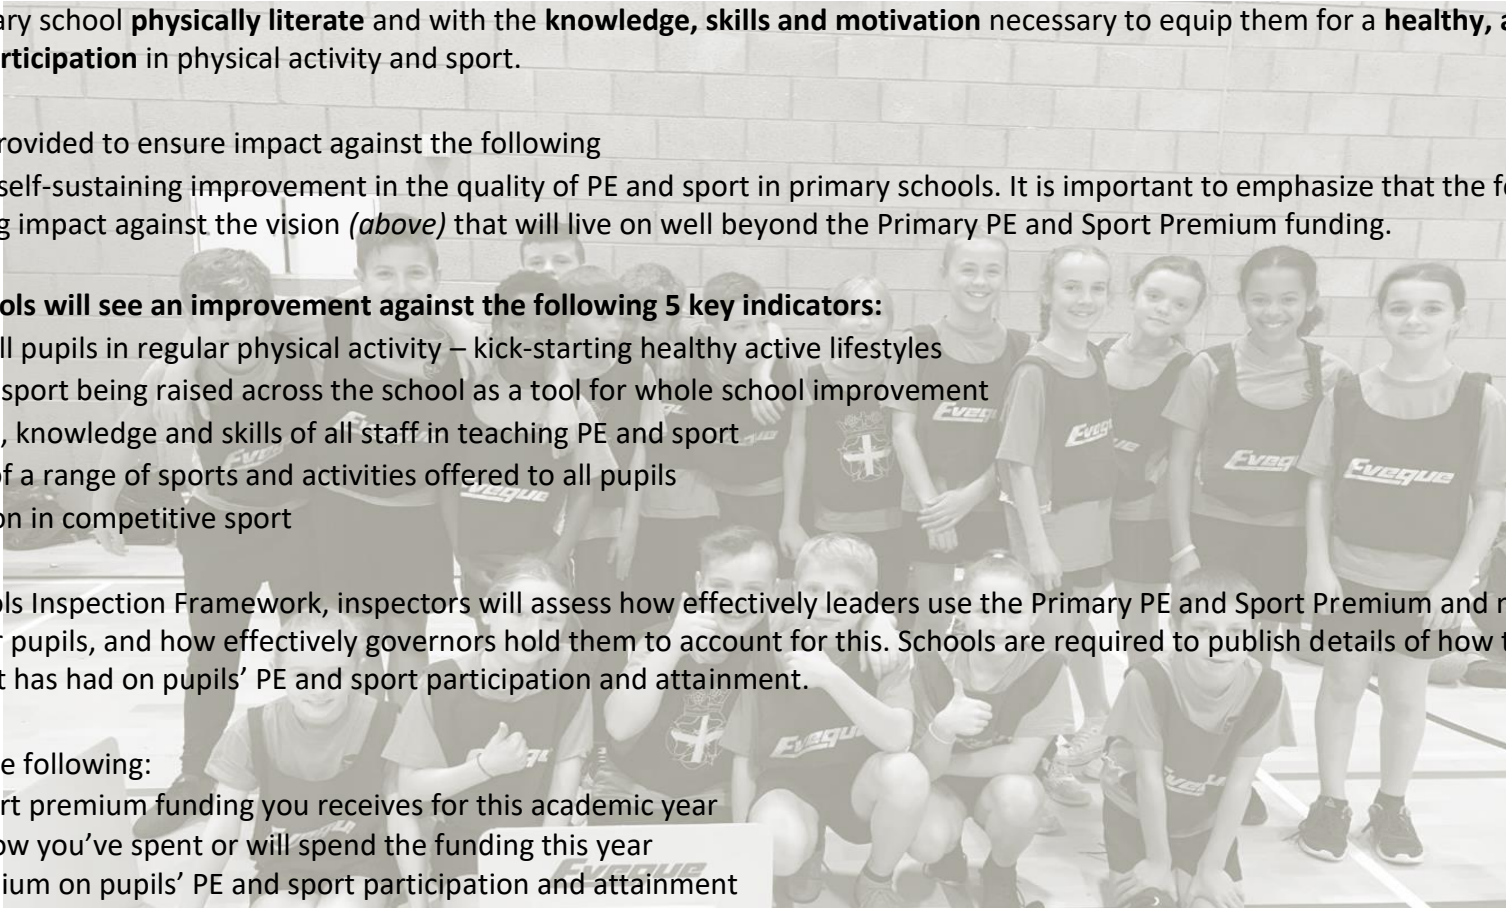 ary school physically literate and with the knowledge, skills and motivation necessary to equip them for a healthy, a
rticipation in physical activity and sport.
rovided to ensure impact against the following
self-sustaining improvement in the quality of PE and sport in primary schools. It is important to emphasize that the fo
g impact against the vision (above) that will live on well beyond the Primary PE and Sport Premium funding.
ols will see an improvement against the following 5 key indicators:
ll pupils in regular physical activity – kick-starting healthy active lifestyles
sport being raised across the school as a tool for whole school improvement
, knowledge and skills of all staff in teaching PE and sport
of a range of sports and activities offered to all pupils
on in competitive sport
ols Inspection Framework, inspectors will assess how effectively leaders use the Primary PE and Sport Premium and m
r pupils, and how effectively governors hold them to account for this. Schools are required to publish details of how t
t has had on pupils’ PE and sport participation and attainment.
e following:
rt premium funding you receives for this academic year
ow you’ve spent or will spend the funding this year
ium on pupils’ PE and sport participation and attainment
Eveque
Eveque
Eveque
Eveque